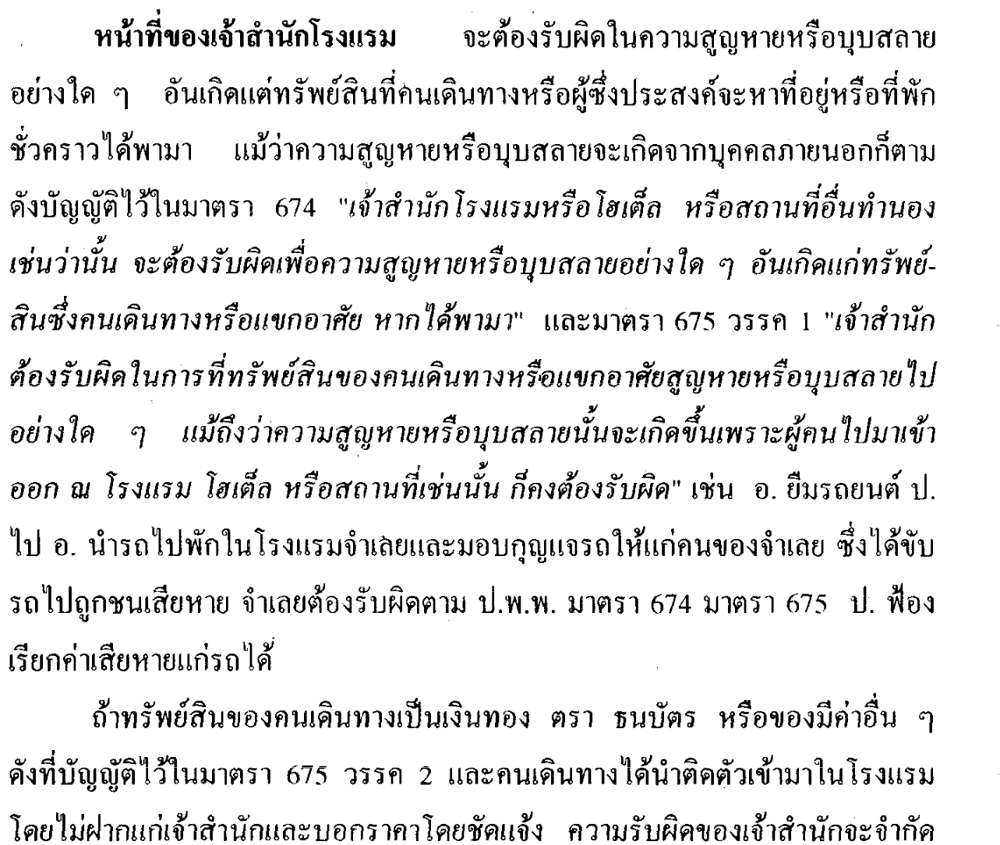 หน้าที่ของเจ้าสำนักโรงแรม จะต้องรับผิดในความสูญหายหรือบุบสลาย
อย่างใด ๆ อันเกิดแต่ทรัพย์สินที่คนเดินทางหรือผู้ซึ่งประสงค์จะหาที่อยู่หรือที่พัก
ชั่วคราวได้พามา แม้ว่าความสูญหายหรือบุบสลายจะเกิดจากบุคคลภายนอกก็ตาม
ดังบัญญัติไว้ในมาตรา 674 "เจ้าสำนักโรงแรมหรือโฮเต็ล หรือสถานที่อื่นทำนอง
เช่นว่านั้น จะต้องรับผิดเพื่อความสูญหายหรือบุบสลายอย่างใด ๆ อันเกิดแก่ทรัพย์-
สินซึ่งคนเดินทางหรือแขกอาศัย หากได้พามา" และมาตรา 675 วรรค 1 "เจ้าสำนัก
ต้องรับผิดในการที่ทรัพย์สินของคนเดินทางหรือแขกอาศัยสูญหายหรือบุบสลายไป
อย่างใด ๆ แม้ถึงว่าความสูญหายหรือบุบสลายนั้นจะเกิดขึ้นเพราะผู้คนไปมาเข้า
ออก ณ โรงแรม โฮเต็ล หรือสถานที่เช่นนั้น ก็คงต้องรับผิด" เช่น อ. ยืมรถยนต์ ป.
ไป อ. นำรถไปพักในโรงแรมจำเลยและมอบกุญแจรถให้แก่คนของจำเลย ซึ่งได้ขับ
รถไปถูกชนเสียหาย จำเลยต้องรับผิดตาม ป.พ.พ. มาตรา 674 มาตรา 675 ป. ฟ้อง
เรียกค่าเสียหายแก่รถได้
ถ้าทรัพย์สินของคนเดินทางเป็นเงินทอง ตรา ธนบัตร หรือของมีค่าอื่น ๆ
ดังที่บัญญัติไว้ในมาตรา 675 วรรค 2 และคนเดินทางได้นำติดตัวเข้ามาในโรงแรม
โดยไม่ฝากแก่เจ้าสำนักและบอกราคาโดยชัดแจ้ง ความรับผิดของเจ้าสำนักจะจำกัด